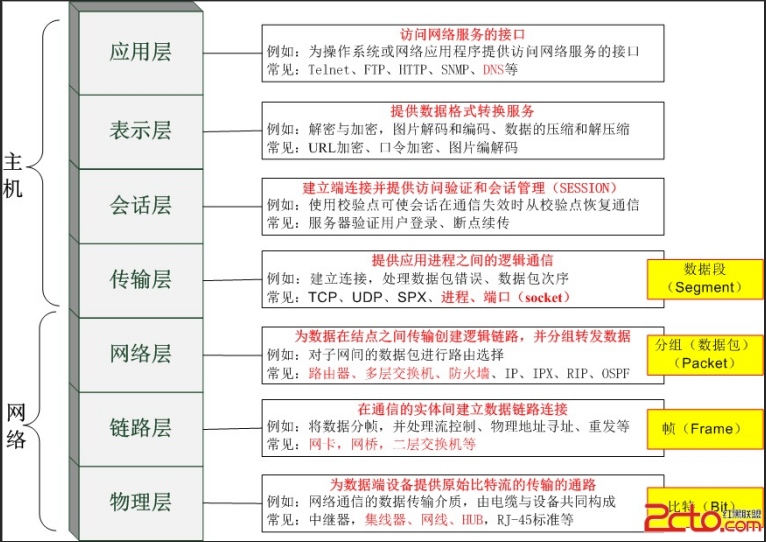 主机
网络
应用层
访问网络服务的接口
例如：为操作系统或网络应用程序提供访问网络服务的接口
常见：Telnet、FTP、HTTP、SNMP、DNS等
表示层
提供数据格式转换服务
例如：解密与加密，图片解码和编码、数据的压缩和解压缩
常见：URL加密、口令加密、图片编解码
会话层
建立端连接并提供访问验证和会话管理（SESSION）
例如：使用校验点可使会话在通信失效时从校验点恢复通信
常见：服务器验证用户登录、断点续传
传输层
提供应用进程之间的逻辑通信
例如：建立连接，处理数据包错误、数据包次序
常见：TCP、UDP、SPX、进程、端口（socket）
数据段
（Segment）
网络层
为数据在结点之间传输创建逻辑链路，并分组转发数据
例如：对子网间的数据包进行路由选择
常见：路由器、多层交换机、防火墙、IP、IPX、RIP、OSPF
分组（数据包）
（Packet）
链路层
在通信的实体间建立数据链路连接
例如：将数据分帧，并处理流控制、物理地址寻址、重发等
常见：网卡，网桥，二层交换机等
帧（Frame）
物理层
为数据端设备提供原始比特流的传输的通路
例如：网络通信的数据传输介质，由电缆与设备共同构成
常见：中继器，集线器、网线、HUB，RJ-45标准等
比特（Bit）
2cto.com
红黑联盟